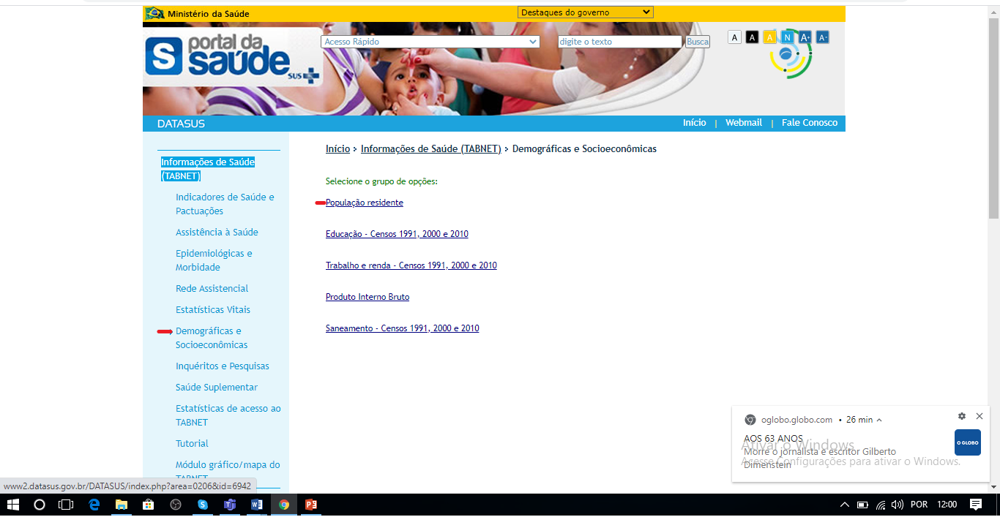 Ministério da Saúde
Destaques do governo
portal da
saúde
SUS
Acesso Rápido
digite o texto
Busca
A A A N A+ A-
DATASUS
Início | Webmail | Fale Conosco
Informações de Saúde
(TABNET)
Indicadores de Saúde e
Pactuações
Assistência à Saúde
Epidemiológicas e
Morbidade
Rede Assistencial
Estatísticas Vitais
Demográficas e
Socioeconômicas
Inquéritos e Pesquisas
Saúde Suplementar
Estatísticas de acesso ao
TABNET
Tutorial
Módulo gráfico/mapa do
TABNET
Início > Informações de Saúde (TABNET) > Demográficas e Socioeconômicas
Selecione o grupo de opções:
População residente
Educação - Censos 1991, 2000 e 2010
Trabalho e renda - Censos 1991, 2000 e 2010
Produto Interno Bruto
Saneamento - Censos 1991, 2000 e 2010
oglobo.globo.com • 26 min
AOS 63 ANOS
Morre o jornalista e escritor Gilberto
Dimenstein
O GLOBO
Ativar o Windows
Acesse Configurações para ativar o Windows.
www2.datasus.gov.br/DATASUS/index.php?area=0206&id=6942
POR 12:00